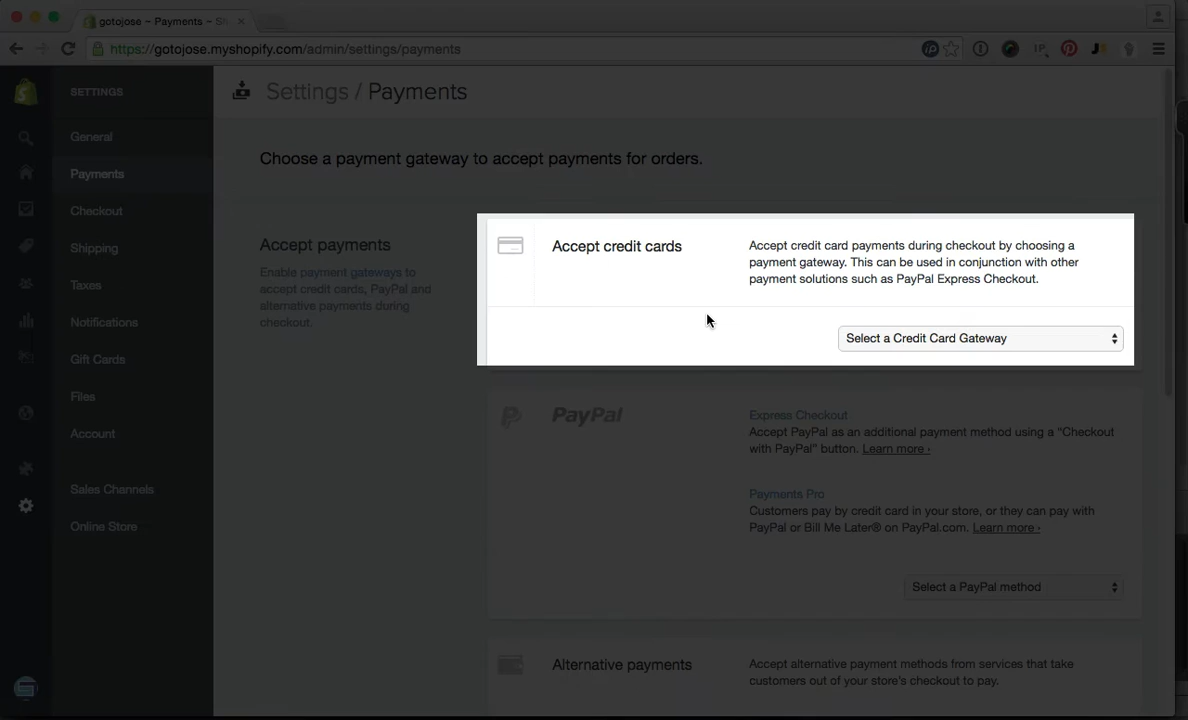 gotojose – Payments – Sh
https://gotojose.myshopify.com/admin/settings/payments
SETTINGS
Settings / Payments
General
Payments
Checkout
Shipping
Taxes
Notifications
Gift Cards
Files
Account
Sales Channels
Online Store
Choose a payment gateway to accept payments for orders.
Accept payments
Enable payment gateways to
accept credit cards, PayPal and
alternative payments during
checkout.
Accept credit cards
Accept credit card payments during checkout by choosing a
payment gateway. This can be used in conjunction with other
payment solutions such as PayPal Express Checkout.
Select a Credit Card Gateway
PayPal
Express Checkout
Accept PayPal as an additional payment method using a "Checkout
with PayPal" button. Learn more ›
Payments Pro
Customers pay by credit card in your store, or they can pay with
PayPal or Bill Me Later® on PayPal.com. Learn more ›
Select a PayPal method
Alternative payments
Accept alternative payment methods from services that take
customers out of your store's checkout to pay.